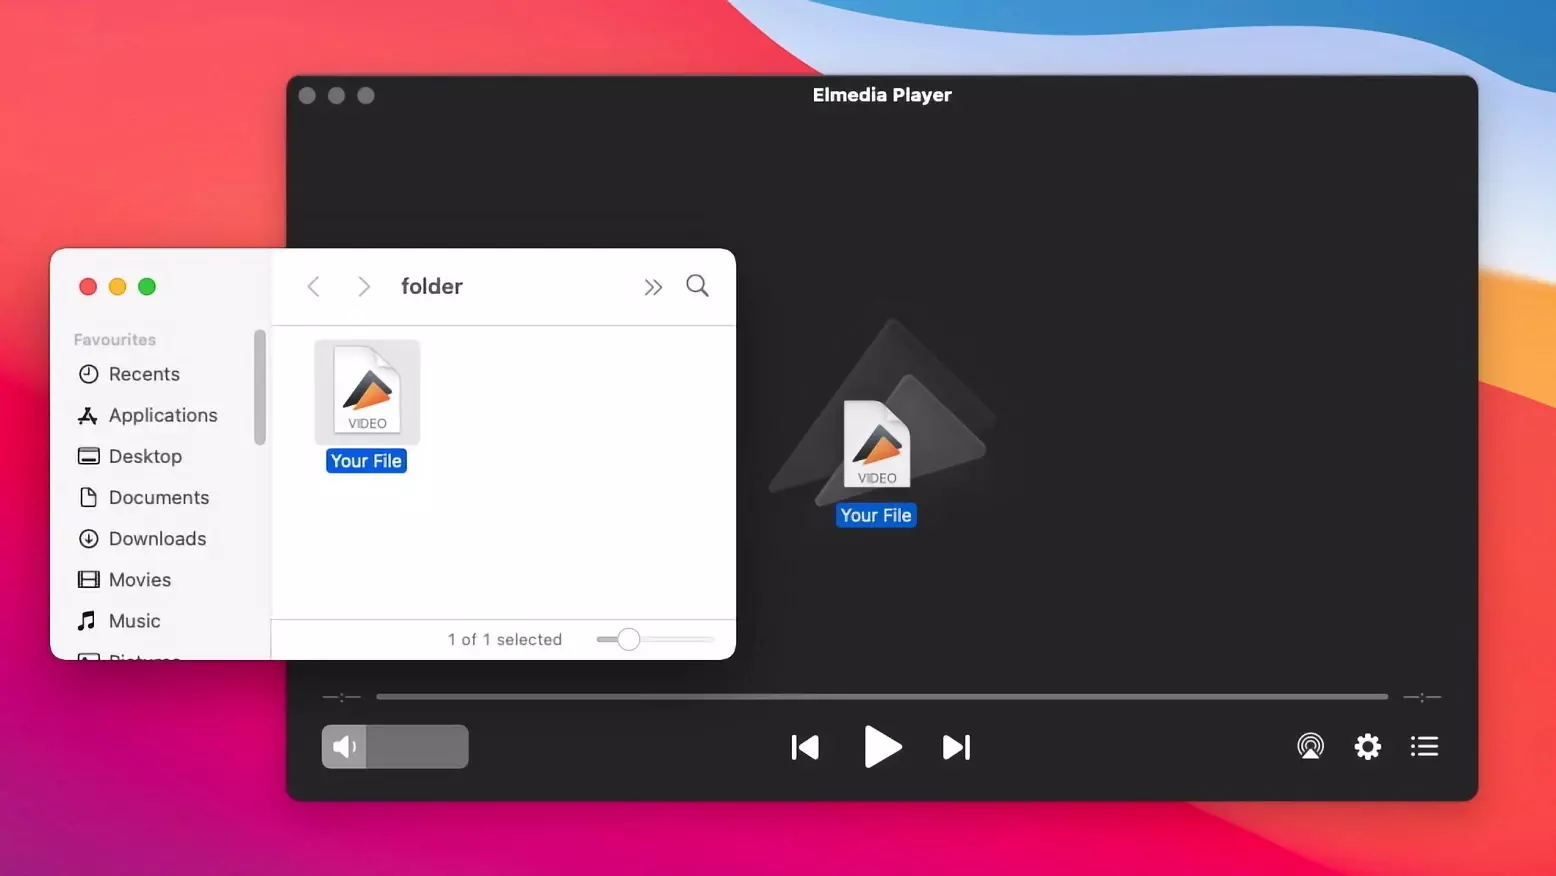 Elmedia Player
folder
Favourites
Recents
Applications
Desktop
Documents
Downloads
Movies
Music
Pictures
VIDEO
Your File
1 of 1 selected
VIDEO
Your File